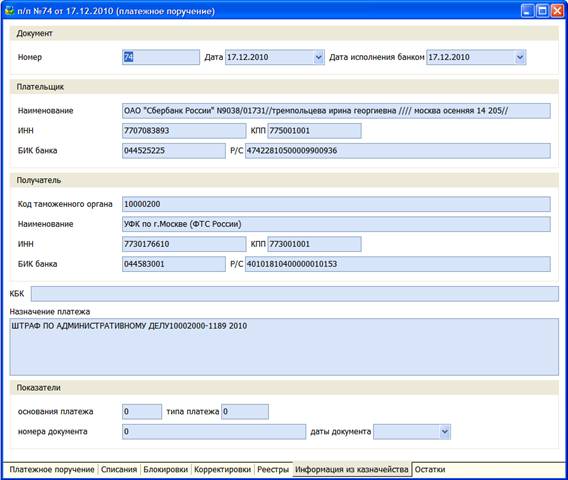 п/п №74 от 17.12.2010 (платежное поручение)
Документ
Номер 74 Дата 17.12.2010 Дата исполения банком 17.12.2010
Плательщик
Наименование ОАО "Сбербанк России" N9038/01731//тремпольцева ирина георгиевна //// москва осенняя 14 205//
ИНН 7707083893 КПП 775001001
БИК банка 044525225 Р/С 47422810500009900936
Получатель
Код таможенного органа 10000200
Наименование УФК по г.Москве (ФТС России)
ИНН 7730176610 КПП 773001001
БИК банка 044583001 Р/С 40101810400000010153
КБК
Назначение платежа
ШТРАФ ПО АДМИНИСТРАТИВНОМУ ДЕЛУ10002000-1189 2010
Показатели
основания платежа 0 типа платежа 0
номера документа 0 даты документа
Платежное поручение Списания Блокировки Корректировки Реестры Информация из казначейства Остатки